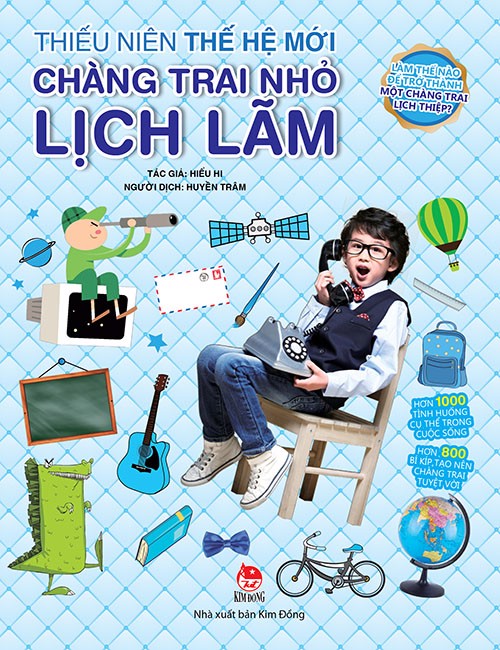 THIẾU NIÊN THẾ HỆ MỚI
CHÀNG TRAI NHỎ
LỊCH LÃM
LÀM THẾ NÀO
ĐỂ TRỞ THÀNH
MỘT CHÀNG TRAI
LỊCH THIỆP?
TÁC GIẢ: HIẾU HI
NGƯỜI DỊCH: HUYỀN TRÂM
HƠN 1000
TÌNH HUỐNG
CỤ THỂ TRONG
CUỘC SỐNG
HƠN 800
BÍ KÍP TẠO NÊN
CHÀNG TRAI
TUYỆT VỜI
KIM ĐỒNG
Nhà xuất bản Kim Đồng